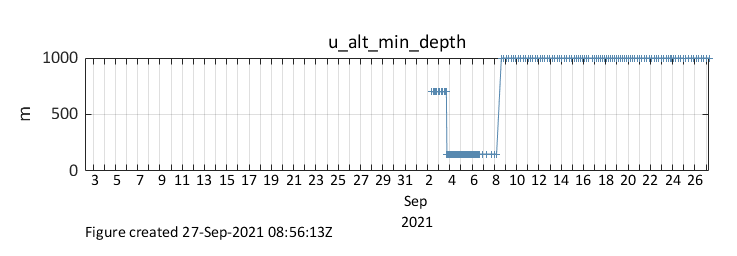 u_alt_min_depth
1000
500
0
m
3 5 7 9 11 13 15 17 19 21 23 25 27 29 31 2 4 6 8 10 12 14 16 18 20 22 24 26
Sep
2021
Figure created 27-Sep-2021 08:56:13Z